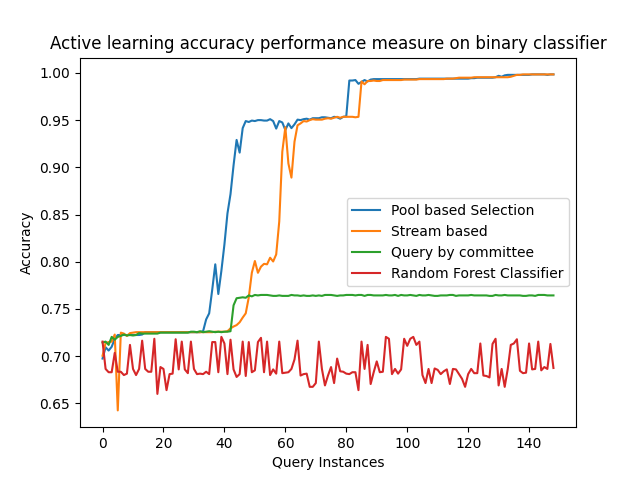 Active learning accuracy performance measure on binary classifier
1.00
0.95
0.90
0.85
0.80
0.75
0.70
0.65
Accuracy
Pool based Selection
Stream based
Query by committee
Random Forest Classifier
0 20 40 60 80 100 120 140
Query Instances